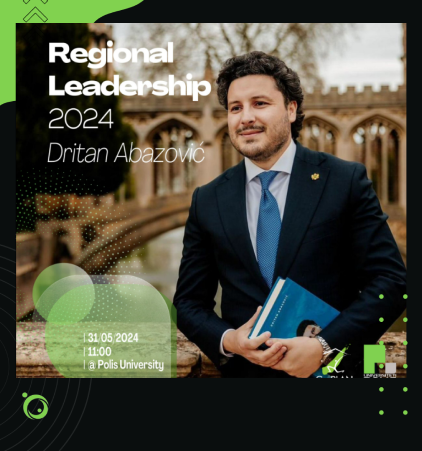 Regional
Leadership
2024
Dritan Abazović
| 31/05/2024
| 11:00
| @ Polis University